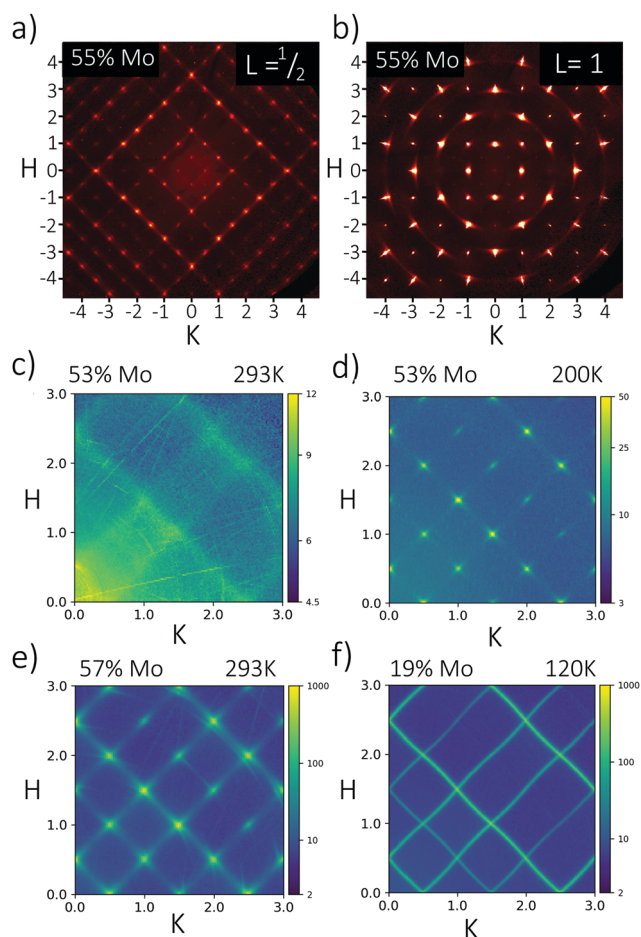 a) 55% Mo L = 1/2
b) 55% Mo L= 1
4 3 2 1 0 -1 -2 -3 -4
H
-4 -3 -2 -1 0 1 2 3 4
K
4 3 2 1 0 -1 -2 -3 -4
H
-4 -3 -2 -1 0 1 2 3 4
K
c) 53% Mo 293K
3.0 2.0 1.0 0.0
H
0.0 1.0 2.0 3.0
K
12 9 7.5 6 4.5
d) 53% Mo 200K
3.0 2.0 1.0 0.0
H
0.0 1.0 2.0 3.0
K
50 25 10 3
e) 57% Mo 293K
3.0 2.0 1.0 0.0
H
0.0 1.0 2.0 3.0
K
1000 100 10 2
f) 19% Mo 120K
3.0 2.0 1.0 0.0
H
0.0 1.0 2.0 3.0
K
1000 100 10 2